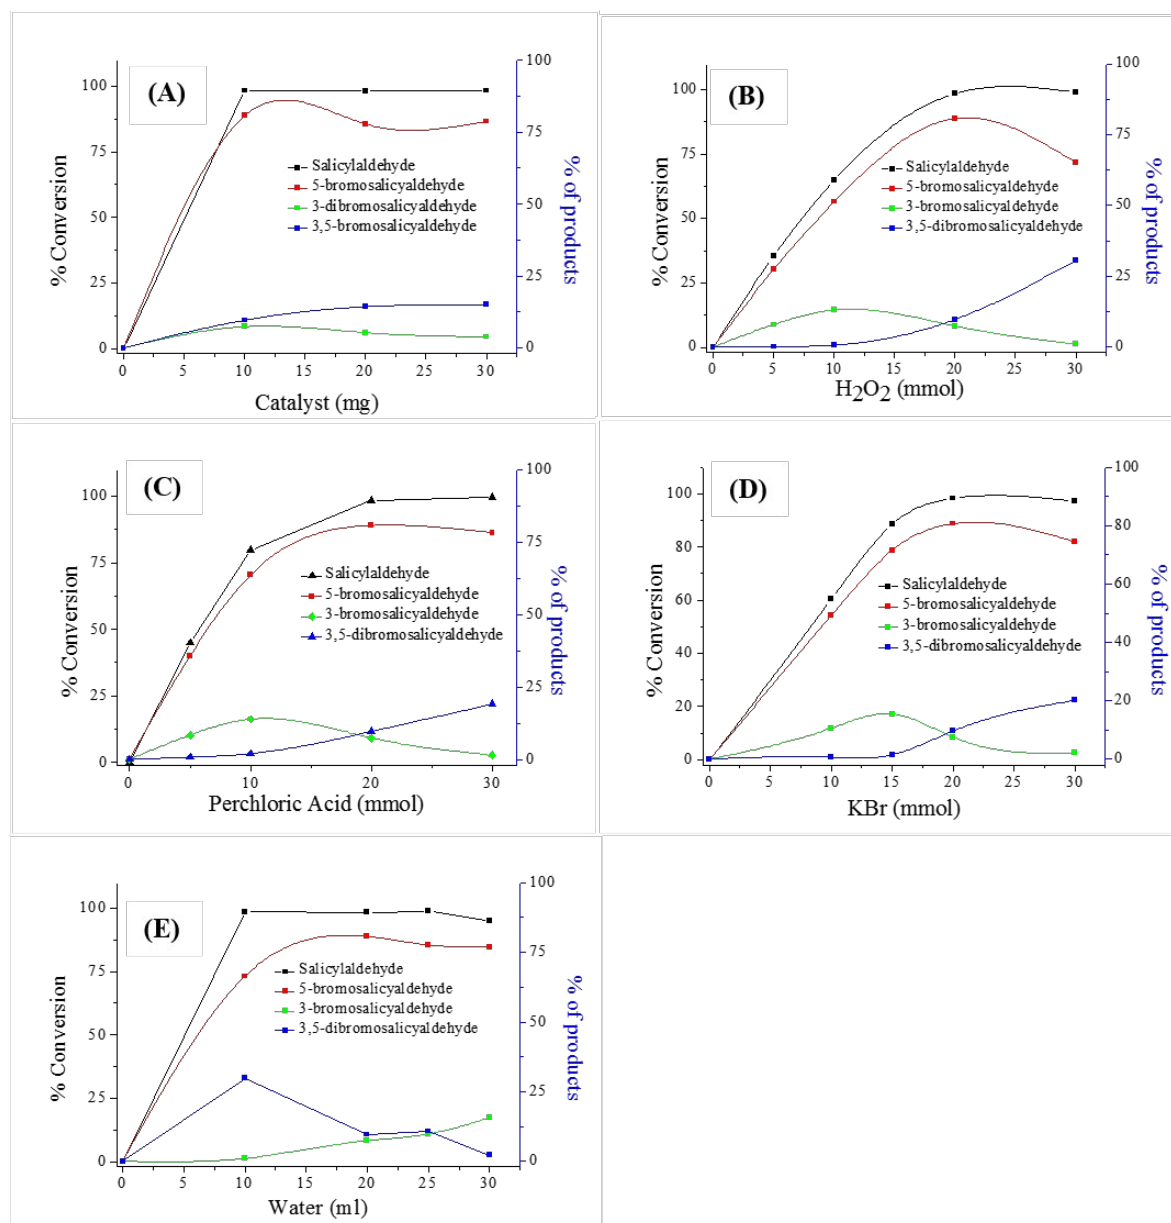 (A)
% Conversion
100
75
50
25
0
Salicylaldehyde
5-bromosalicyaldehyde
3-dibromosalicyaldehyde
3,5-bromosalicyaldehyde
100
75
50
25
0
% of products
0 5 10 15 20 25 30
Catalyst (mg)
(B)
% Conversion
100
75
50
25
0
Salicylaldehyde
5-bromosalicyaldehyde
3-bromosalicyaldehyde
3,5-dibromosalicyaldehyde
100
75
50
25
0
% of products
0 5 10 15 20 25 30
H2O2 (mmol)
(C)
% Conversion
100
75
50
25
0
Salicylaldehyde
5-bromosalicyaldehyde
3-bromosalicyaldehyde
3,5-dibromosalicyaldehyde
100
75
50
25
0
% of products
0 5 10 15 20 25 30
Perchloric Acid (mmol)
(D)
% Conversion
100
80
60
40
20
0
Salicylaldehyde
5-bromosalicyaldehyde
3-bromosalicyaldehyde
3,5-dibromosalicyaldehyde
100
80
60
40
20
0
% of products
0 5 10 15 20 25 30
KBr (mmol)
(E)
% Conversion
100
75
50
25
0
Salicylaldehyde
5-bromosalicyaldehyde
3-bromosalicyaldehyde
3,5-dibromosalicyaldehyde
100
75
50
25
0
% of products
0 5 10 15 20 25 30
Water (ml)